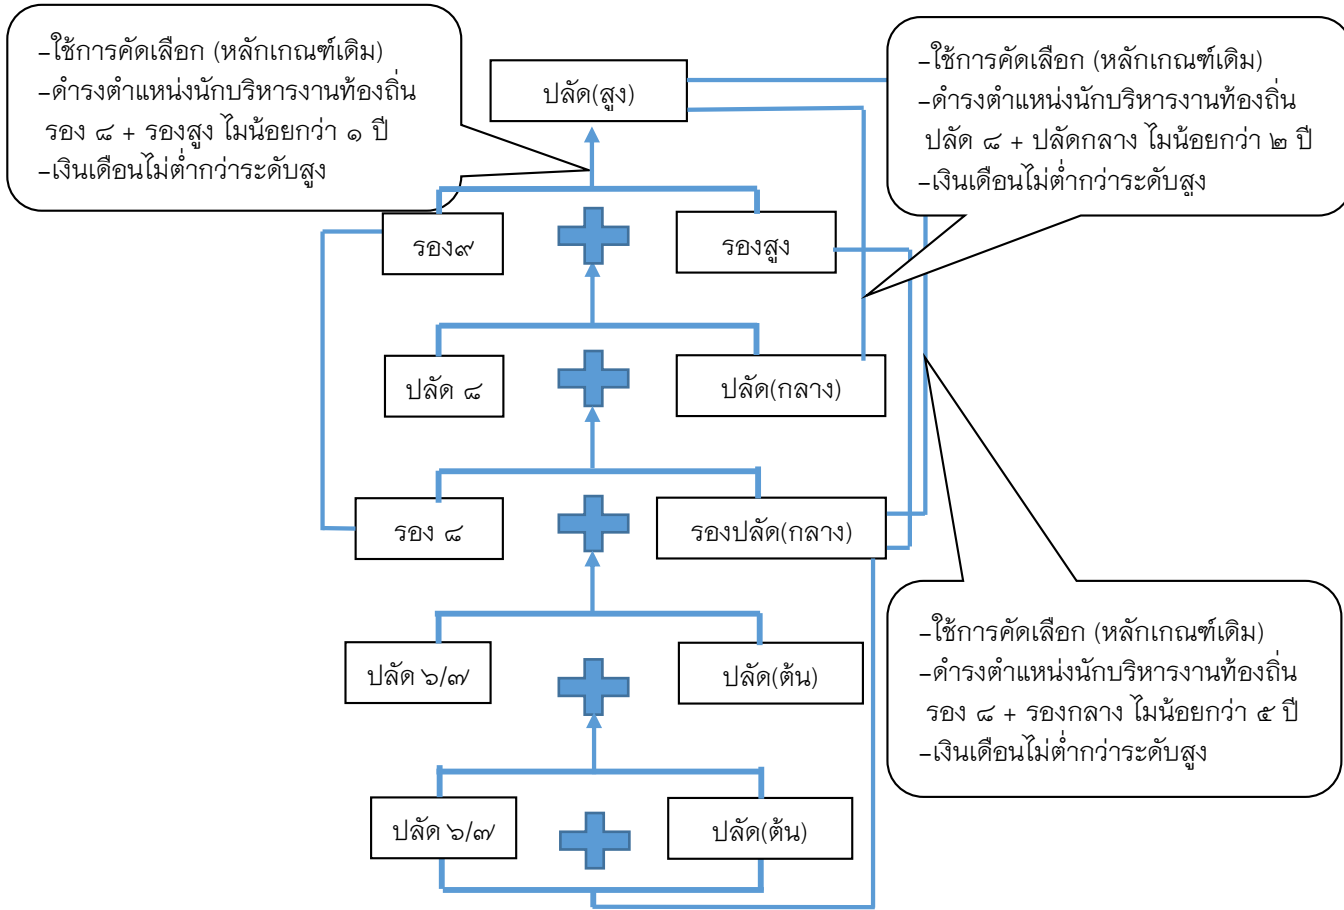 -ใช้การคัดเลือก (หลักเกณฑ์เดิม)
-ดำรงตำแหน่งนักบริหารงานท้องถิ่น
รอง ๘ + รองสูง ไมน้อยกว่า ๑ ปี
-เงินเดือนไม่ต่ำกว่าระดับสูง
ปลัด(สูง)
-ใช้การคัดเลือก (หลักเกณฑ์เดิม)
-ดำรงตำแหน่งนักบริหารงานท้องถิ่น
ปลัด ๘ + ปลัดกลาง ไมน้อยกว่า ๒ ปี
-เงินเดือนไม่ต่ำกว่าระดับสูง
รอง๙
รองสูง
ปลัด ๘
ปลัด(กลาง)
รอง ๘
รองปลัด(กลาง)
-ใช้การคัดเลือก (หลักเกณฑ์เดิม)
-ดำรงตำแหน่งนักบริหารงานท้องถิ่น
รอง ๘ + รองกลาง ไมน้อยกว่า ๕ ปี
-เงินเดือนไม่ต่ำกว่าระดับสูง
ปลัด ๖/๗
ปลัด(ต้น)
ปลัด ๖/๗
ปลัด(ต้น)